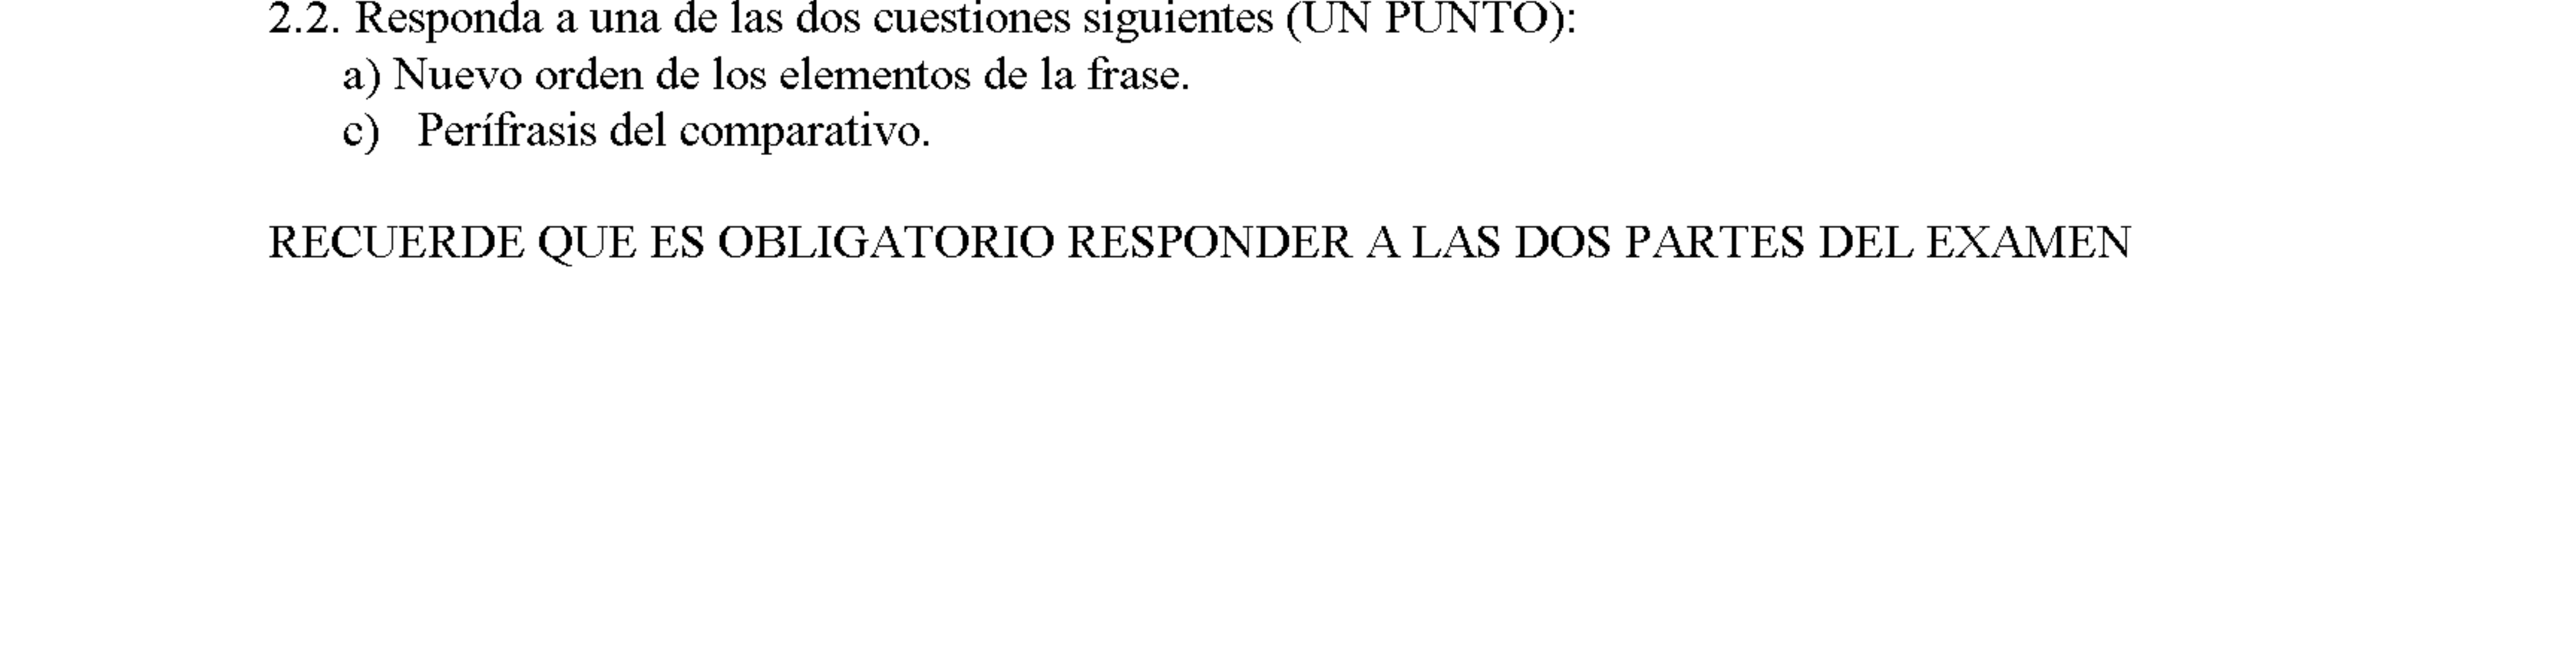 2.2. Responda a una de las dos cuestiones siguientes (UN PUNTO):
a) Nuevo orden de los elementos de la frase.
c) Perífrasis del comparativo.
RECUERDE QUE ES OBLIGATORIO RESPONDER A LAS DOS PARTES DEL EXAMEN